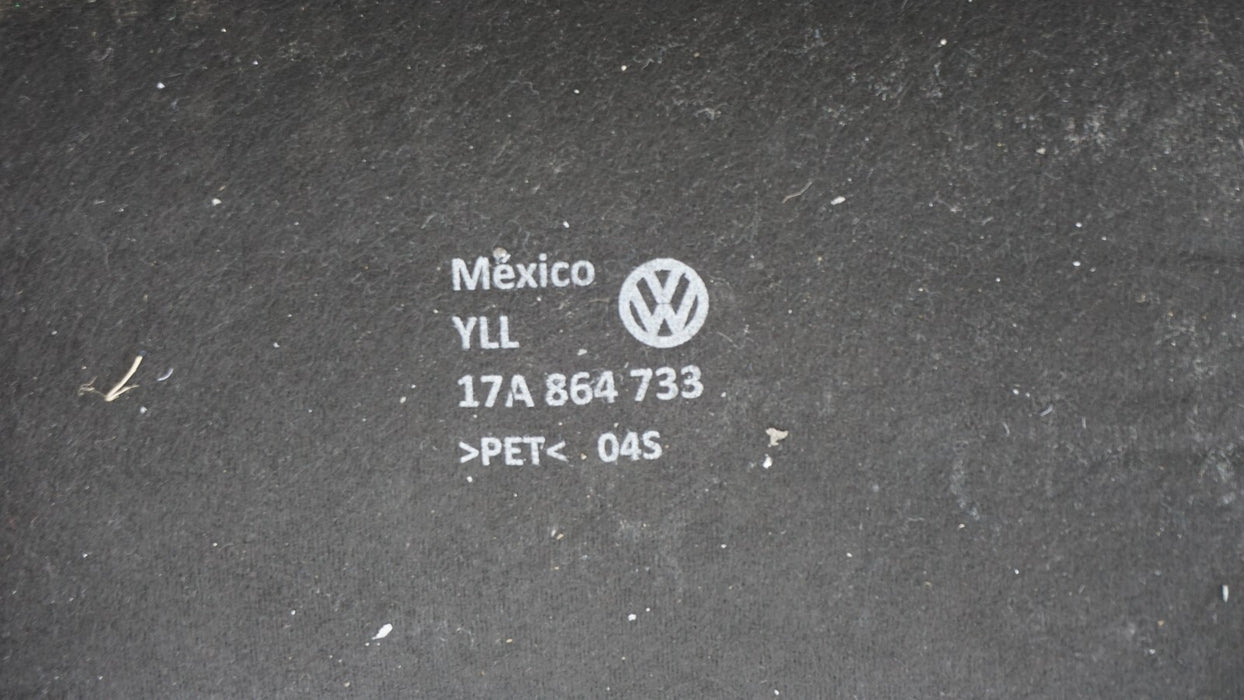 México
YLL
17A 864 733
>PET< 04S